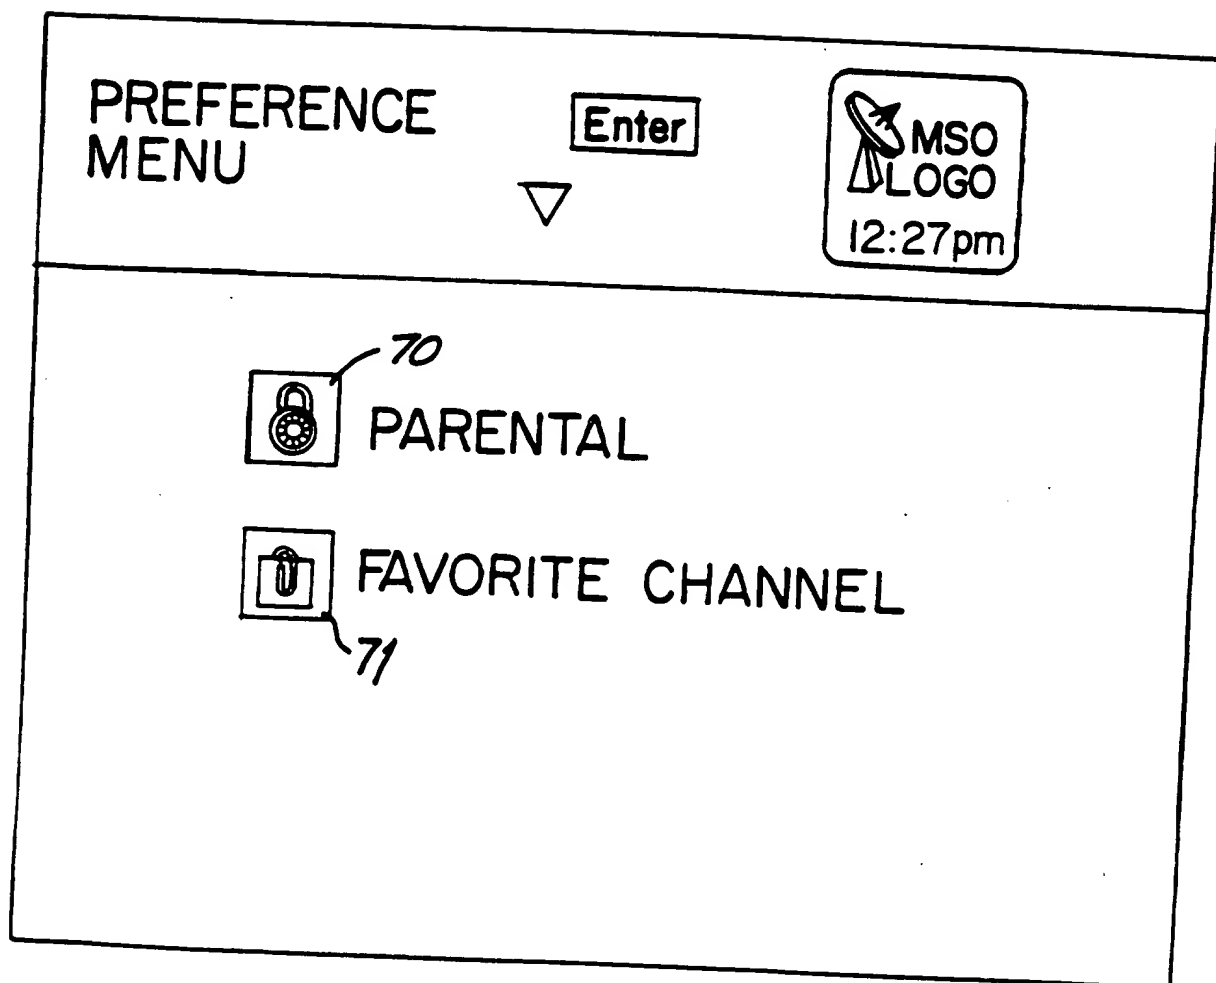 PREFERENCE
MENU
Enter
MSO
LOGO
12:27pm
70
PARENTAL
FAVORITE CHANNEL
71